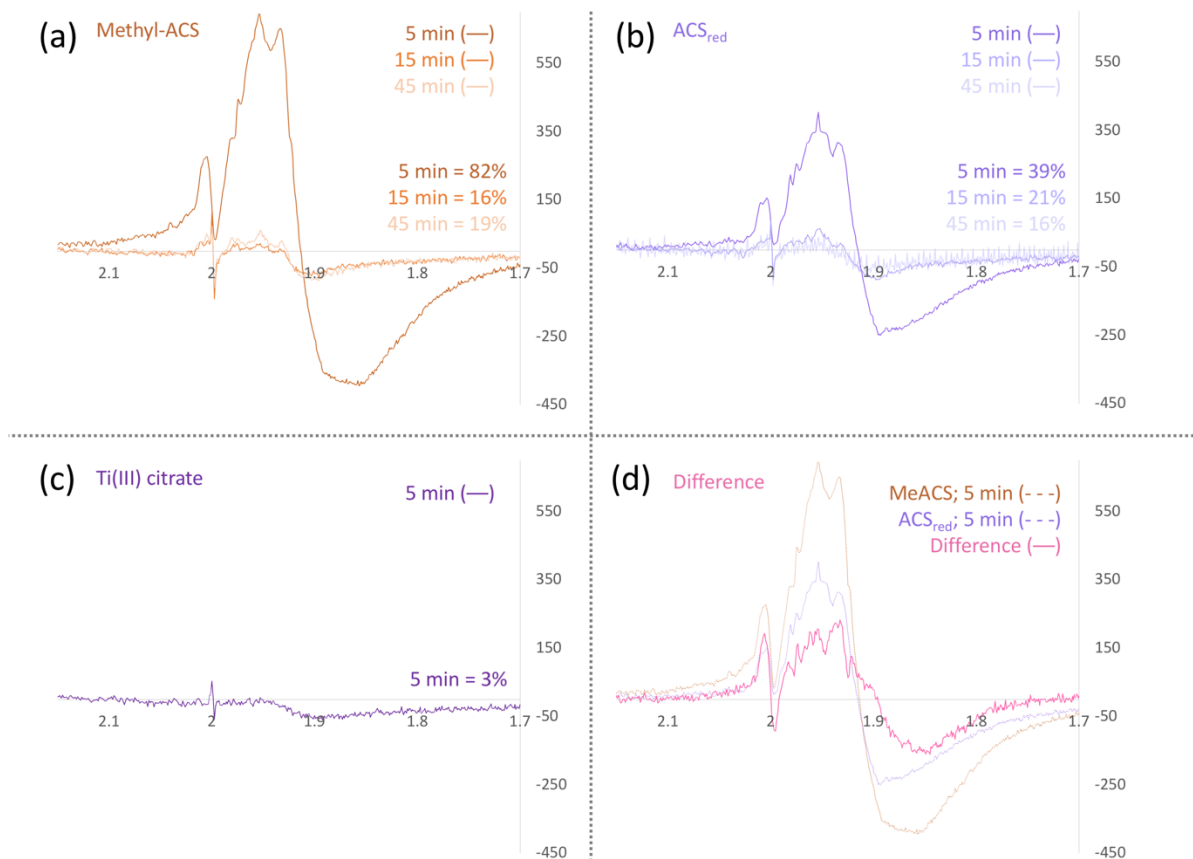 (a) Methyl-ACS
5 min (—)
15 min (—)
45 min (—)
5 min = 82%
15 min = 16%
45 min = 19%
550
350
150
-50
-250
-450
2.1 2 1.9 1.8 1.7
(b) ACSred
5 min (—)
15 min (—)
45 min (—)
5 min = 39%
15 min = 21%
45 min = 16%
550
350
150
-50
-250
-450
2.1 2 1.9 1.8 1.7
(c) Ti(III) citrate
5 min (—)
5 min = 3%
550
350
150
-50
-250
-450
2.1 2 1.9 1.8 1.7
(d) Difference
MeACS; 5 min (- - -)
ACSred; 5 min (- - -)
Difference (—)
550
350
150
-50
-250
-450
2.1 2 1.9 1.8 1.7